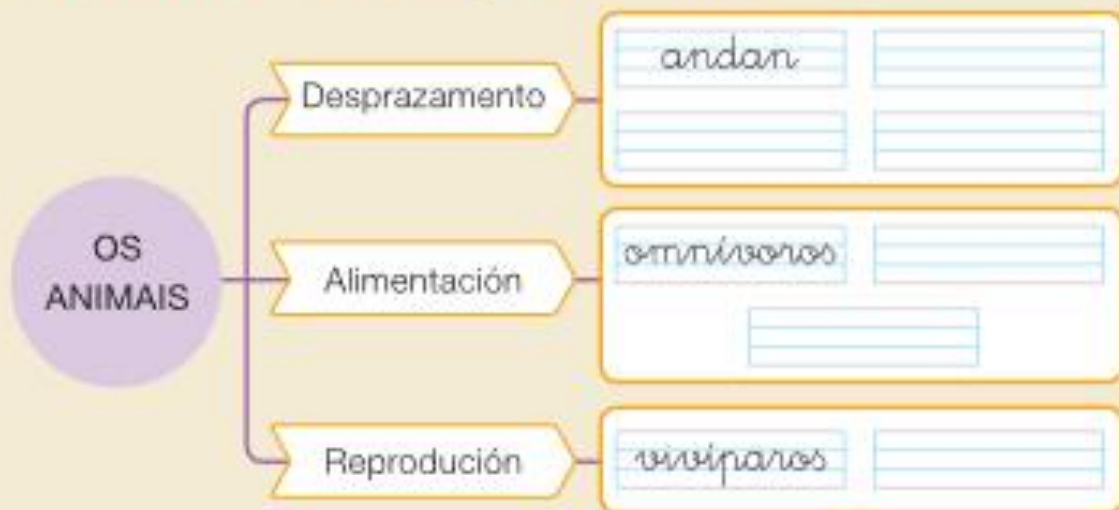 Desprazamento
andan
OS
ANIMAIS
Alimentación
omnívoros
Reprodución
vivíparos